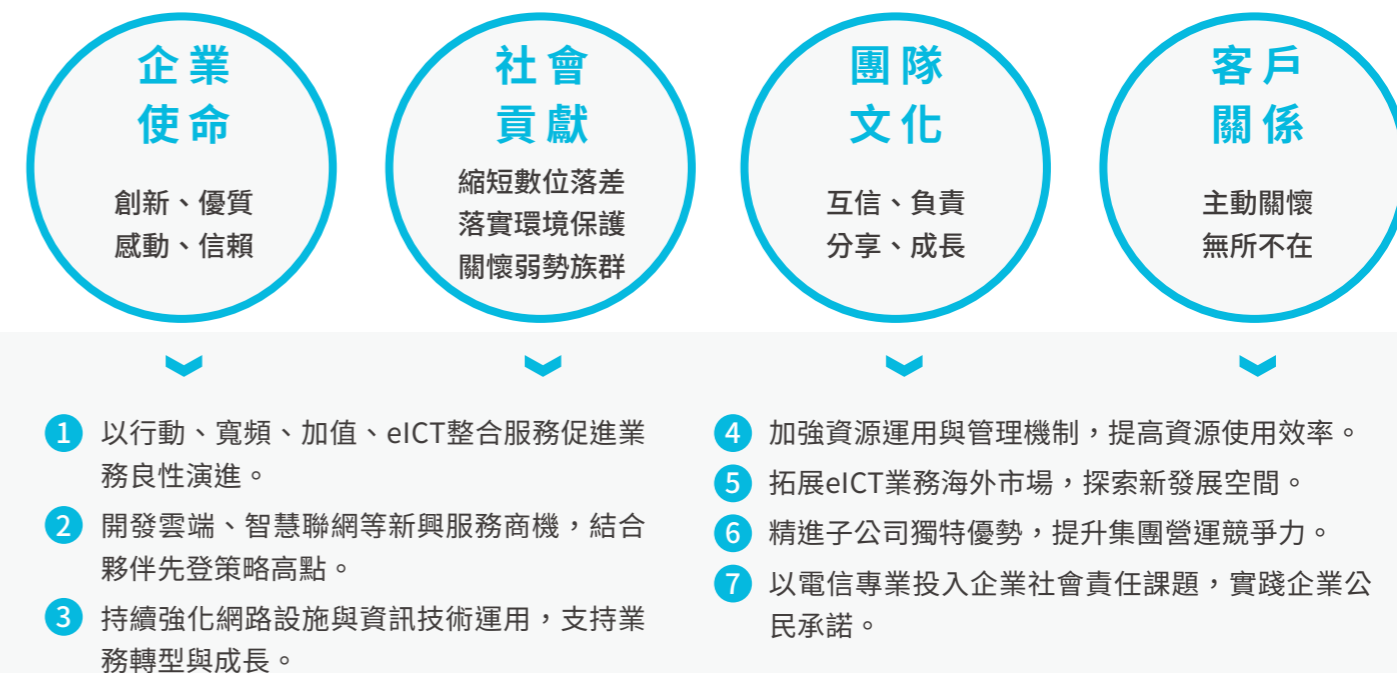 企業
使命
創新、優質
感動、信賴
社會
貢獻
縮短數位落差
落實環境保護
關懷弱勢族群
團隊
文化
互信、負責
分享、成長
客戶
關係
主動關懷
無所不在
1 以行動、寬頻、加值、eICT整合服務促進業
務良性演進。
2 開發雲端、智慧聯網等新興服務商機，結合
夥伴先登策略高點。
3 持續強化網路設施與資訊技術運用，支持業
務轉型與成長。
4 加強資源運用與管理機制，提高資源使用效率。
5 拓展eICT業務海外市場，探索新發展空間。
6 精進子公司獨特優勢，提升集團營運競爭力。
7 以電信專業投入企業社會責任課題，實踐企業公
民承諾。